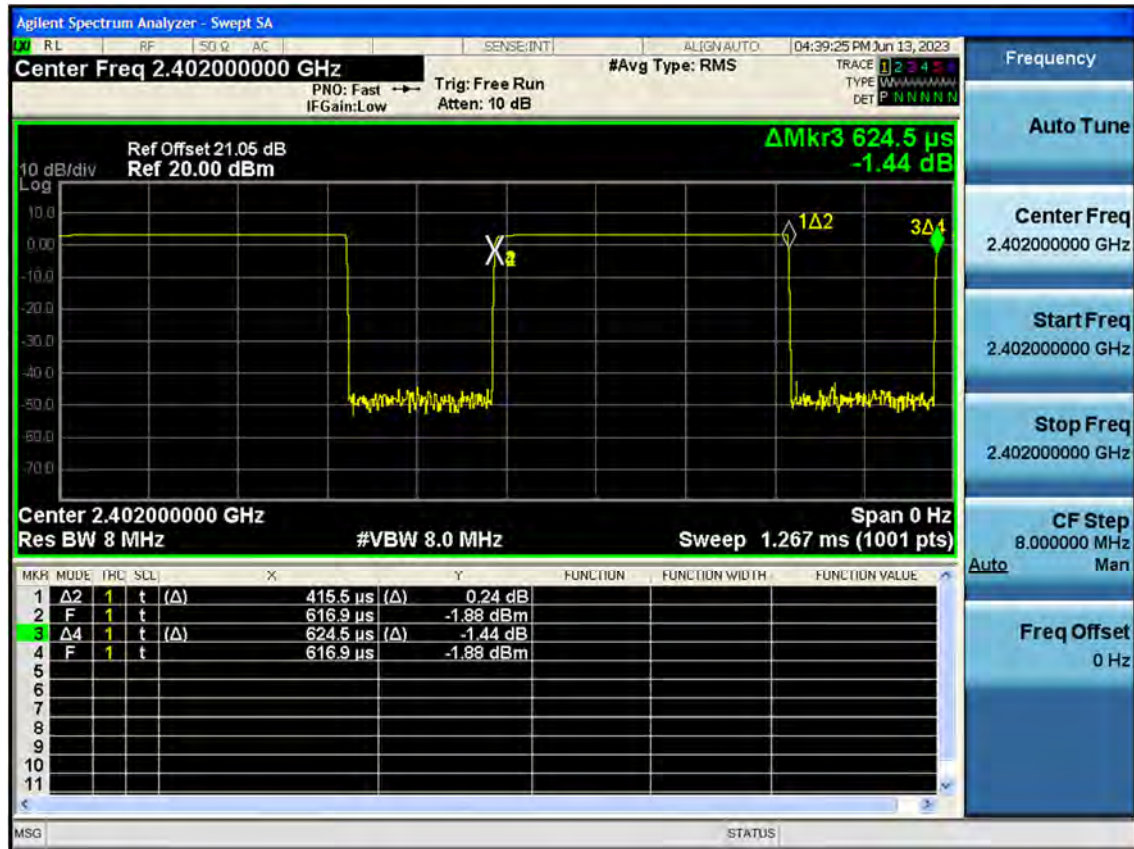 Agilent Spectrum Analyzer - Swept SA
LXI RL RF 50 Ω AC SENSE:INT ALIGN AUTO 04:39:25 PM Jun 13, 2023
Center Freq 2.402000000 GHz
PNO: Fast
IFGain:Low
Trig: Free Run
Atten: 10 dB
#Avg Type: RMS
TRACE 1 2 3 4 5 6
TYPE
DET P N N N N N
Ref Offset 21.05 dB
10 dB/div Ref 20.00 dBm
Log
ΔMkr3 624.5 µs
-1.44 dB
10.0
0.00
-10.0
-20.0
-30.0
-40.0
-50.0
-60.0
-70.0
1Δ2
3Δ4
Center 2.402000000 GHz Span 0 Hz
Res BW 8 MHz #VBW 8.0 MHz Sweep 1.267 ms (1001 pts)
MKR MODE TRC SCL X Y FUNCTION FUNCTION WIDTH FUNCTION VALUE
1 Δ2 1 t (Δ) 415.5 µs (Δ) 0.24 dB
2 F 1 t 616.9 µs -1.88 dBm
3 Δ4 1 t (Δ) 624.5 µs (Δ) -1.44 dB
4 F 1 t 616.9 µs -1.88 dBm
5
6
7
8
9
10
11
MSG STATUS
Frequency
Auto Tune
Center Freq
2.402000000 GHz
Start Freq
2.402000000 GHz
Stop Freq
2.402000000 GHz
CF Step
8.000000 MHz
Auto Man
Freq Offset
0 Hz